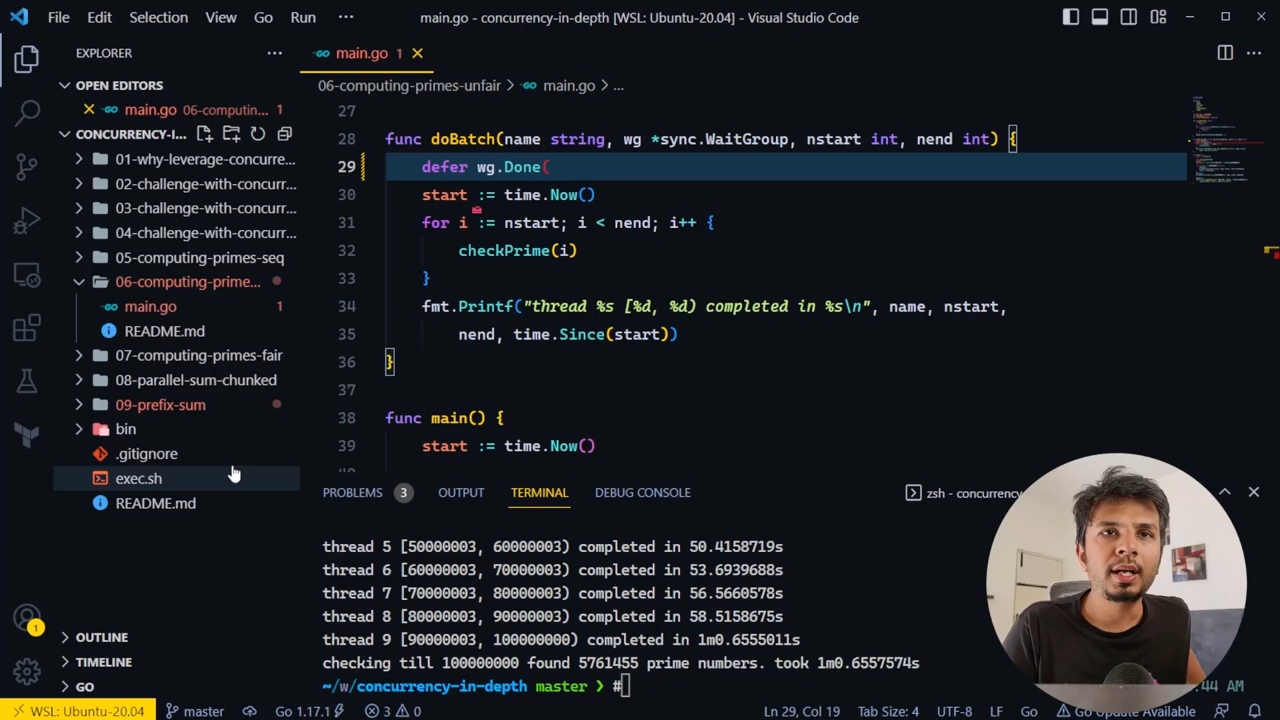 File Edit Selection View Go Run ··· main.go - concurrency-in-depth [WSL: Ubuntu-20.04] - Visual Studio Code
EXPLORER ···
main.go 1
OPEN EDITORS
main.go 06-computin... 1
CONCURRENCY-I...
01-why-leverage-concurre...
02-challenge-with-concurr...
03-challenge-with-concurr...
04-challenge-with-concurr...
05-computing-primes-seq
06-computing-prime...
main.go 1
README.md
07-computing-primes-fair
08-parallel-sum-chunked
09-prefix-sum
bin
.gitignore
exec.sh
README.md
OUTLINE
TIMELINE
GO
06-computing-primes-unfair > main.go > ...
27
28 func doBatch(name string, wg *sync.WaitGroup, nstart int, nend int) {
29 defer wg.Done(
30 start := time.Now()
31 for i := nstart; i < nend; i++ {
32 checkPrime(i)
33 }
34 fmt.Printf("thread %s [%d, %d) completed in %s\n", name, nstart,
35 nend, time.Since(start))
36 }
37
38 func main() {
39 start := time.Now()
PROBLEMS 3 OUTPUT TERMINAL DEBUG CONSOLE zsh - concurrency
thread 5 [50000003, 60000003) completed in 50.4158719s
thread 6 [60000003, 70000003) completed in 53.6939688s
thread 7 [70000003, 80000003) completed in 56.5660578s
thread 8 [80000003, 90000003) completed in 58.5158675s
thread 9 [90000003, 100000000) completed in 1m0.6555011s
checking till 100000000 found 5761455 prime numbers. took 1m0.6557574s
~/w/concurrency-in-depth master ❯ #
:44 AM
1
WSL: Ubuntu-20.04 master Go 1.17.1 3 0 Ln 29, Col 19 Tab Size: 4 UTF-8 LF Go Go Update Available